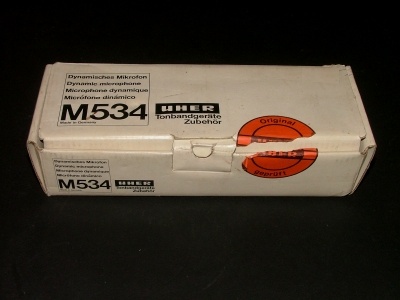 Dynamisches Mikrofon
Dynamic microphone
Microphone dynamique
Micrófono dinámico
M534
Made in Germany
UHER
Tonbandgeräte
Zubehör
Original
geprüft
Dynamisches Mikrofon
Dynamic microphone
Microphone dynamique
Micrófono dinámico
M534
UHER
Tonbandgeräte
Zubehör